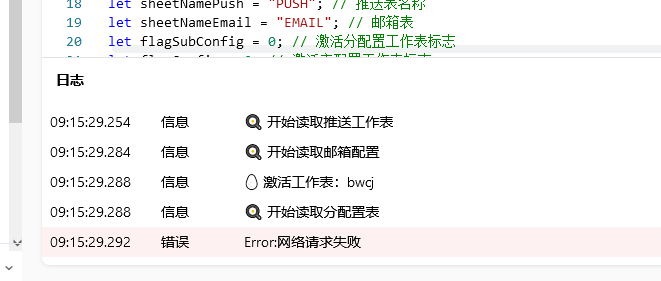 18 let sheetNamePush = "PUSH"; // 推送表名称
19 let sheetNameEmail = "EMAIL"; // 邮箱表
20 let flagSubConfig = 0; // 激活分配置工作表标志
日志
09:15:29.254 信息 🍳 开始读取推送工作表
09:15:29.284 信息 🍳 开始读取邮箱配置
09:15:29.288 信息 🥚 激活工作表：bwcj
09:15:29.288 信息 🍳 开始读取分配置表
09:15:29.292 错误 Error:网络请求失败